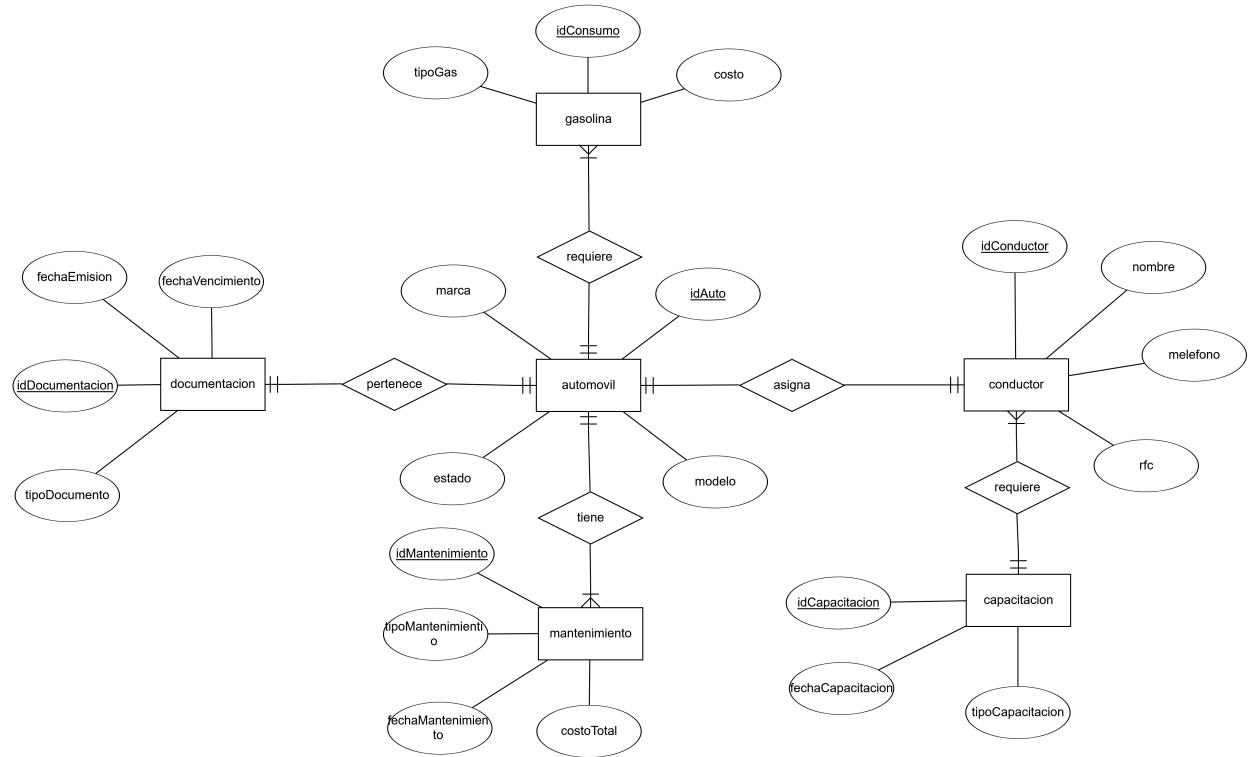 idConsumo
tipoGas
costo
gasolina
requiere
idConductor
nombre
fechaEmision
fechaVencimiento
marca
idAuto
melefono
idDocumentacion
documentacion
pertenece
automovil
asigna
conductor
rfc
estado
modelo
requiere
tipoDocumento
tiene
idMantenimiento
idCapacitacion
capacitacion
tipoMantenimienti
o
mantenimiento
fechaCapacitacion
tipoCapacitacion
fechaMantenimien
to
costoTotal